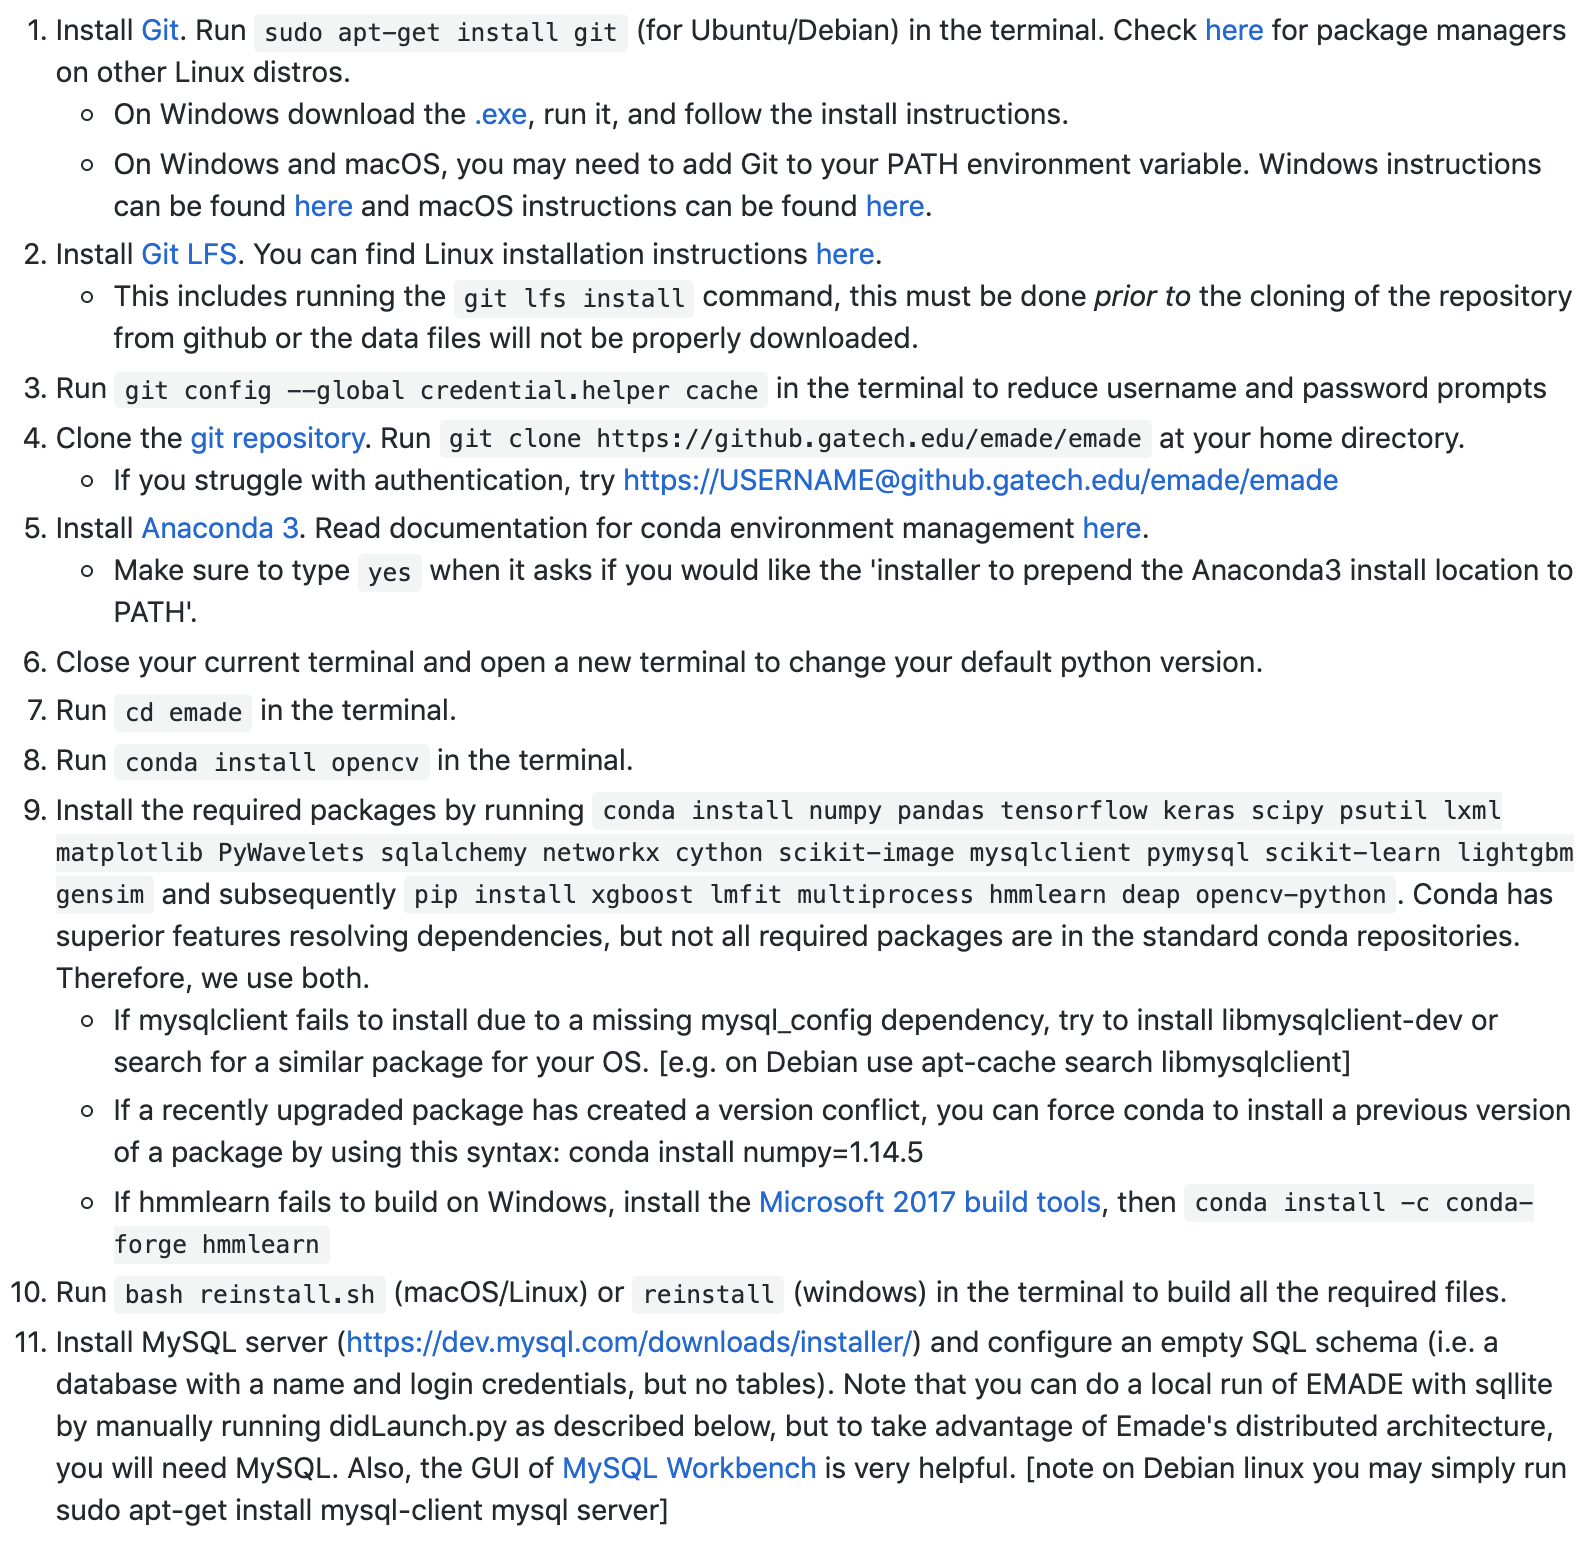 1. Install Git. Run sudo apt-get install git (for Ubuntu/Debian) in the terminal. Check here for package managers
on other Linux distros.
○ On Windows download the .exe, run it, and follow the install instructions.
○ On Windows and macOS, you may need to add Git to your PATH environment variable. Windows instructions
can be found here and macOS instructions can be found here.
2. Install Git LFS. You can find Linux installation instructions here.
○ This includes running the git lfs install command, this must be done prior to the cloning of the repository
from github or the data files will not be properly downloaded.
3. Run git config --global credential.helper cache in the terminal to reduce username and password prompts
4. Clone the git repository. Run git clone https://github.gatech.edu/emade/emade at your home directory.
○ If you struggle with authentication, try https://USERNAME@github.gatech.edu/emade/emade
5. Install Anaconda 3. Read documentation for conda environment management here.
○ Make sure to type yes when it asks if you would like the 'installer to prepend the Anaconda3 install location to
PATH'.
6. Close your current terminal and open a new terminal to change your default python version.
7. Run cd emade in the terminal.
8. Run conda install opencv in the terminal.
9. Install the required packages by running conda install numpy pandas tensorflow keras scipy psutil lxml
matplotlib PyWavelets sqlalchemy networkx cython scikit-image mysqlclient pymysql scikit-learn lightgbm
gensim and subsequently pip install xgboost lmfit multiprocess hmmlearn deap opencv-python. Conda has
superior features resolving dependencies, but not all required packages are in the standard conda repositories.
Therefore, we use both.
○ If mysqlclient fails to install due to a missing mysql_config dependency, try to install libmysqlclient-dev or
search for a similar package for your OS. [e.g. on Debian use apt-cache search libmysqlclient]
○ If a recently upgraded package has created a version conflict, you can force conda to install a previous version
of a package by using this syntax: conda install numpy=1.14.5
○ If hmmlearn fails to build on Windows, install the Microsoft 2017 build tools, then conda install -c conda-
forge hmmlearn
10. Run bash reinstall.sh (macOS/Linux) or reinstall (windows) in the terminal to build all the required files.
11. Install MySQL server (https://dev.mysql.com/downloads/installer/) and configure an empty SQL schema (i.e. a
database with a name and login credentials, but no tables). Note that you can do a local run of EMADE with sqllite
by manually running didLaunch.py as described below, but to take advantage of Emade's distributed architecture,
you will need MySQL. Also, the GUI of MySQL Workbench is very helpful. [note on Debian linux you may simply run
sudo apt-get install mysql-client mysql server]